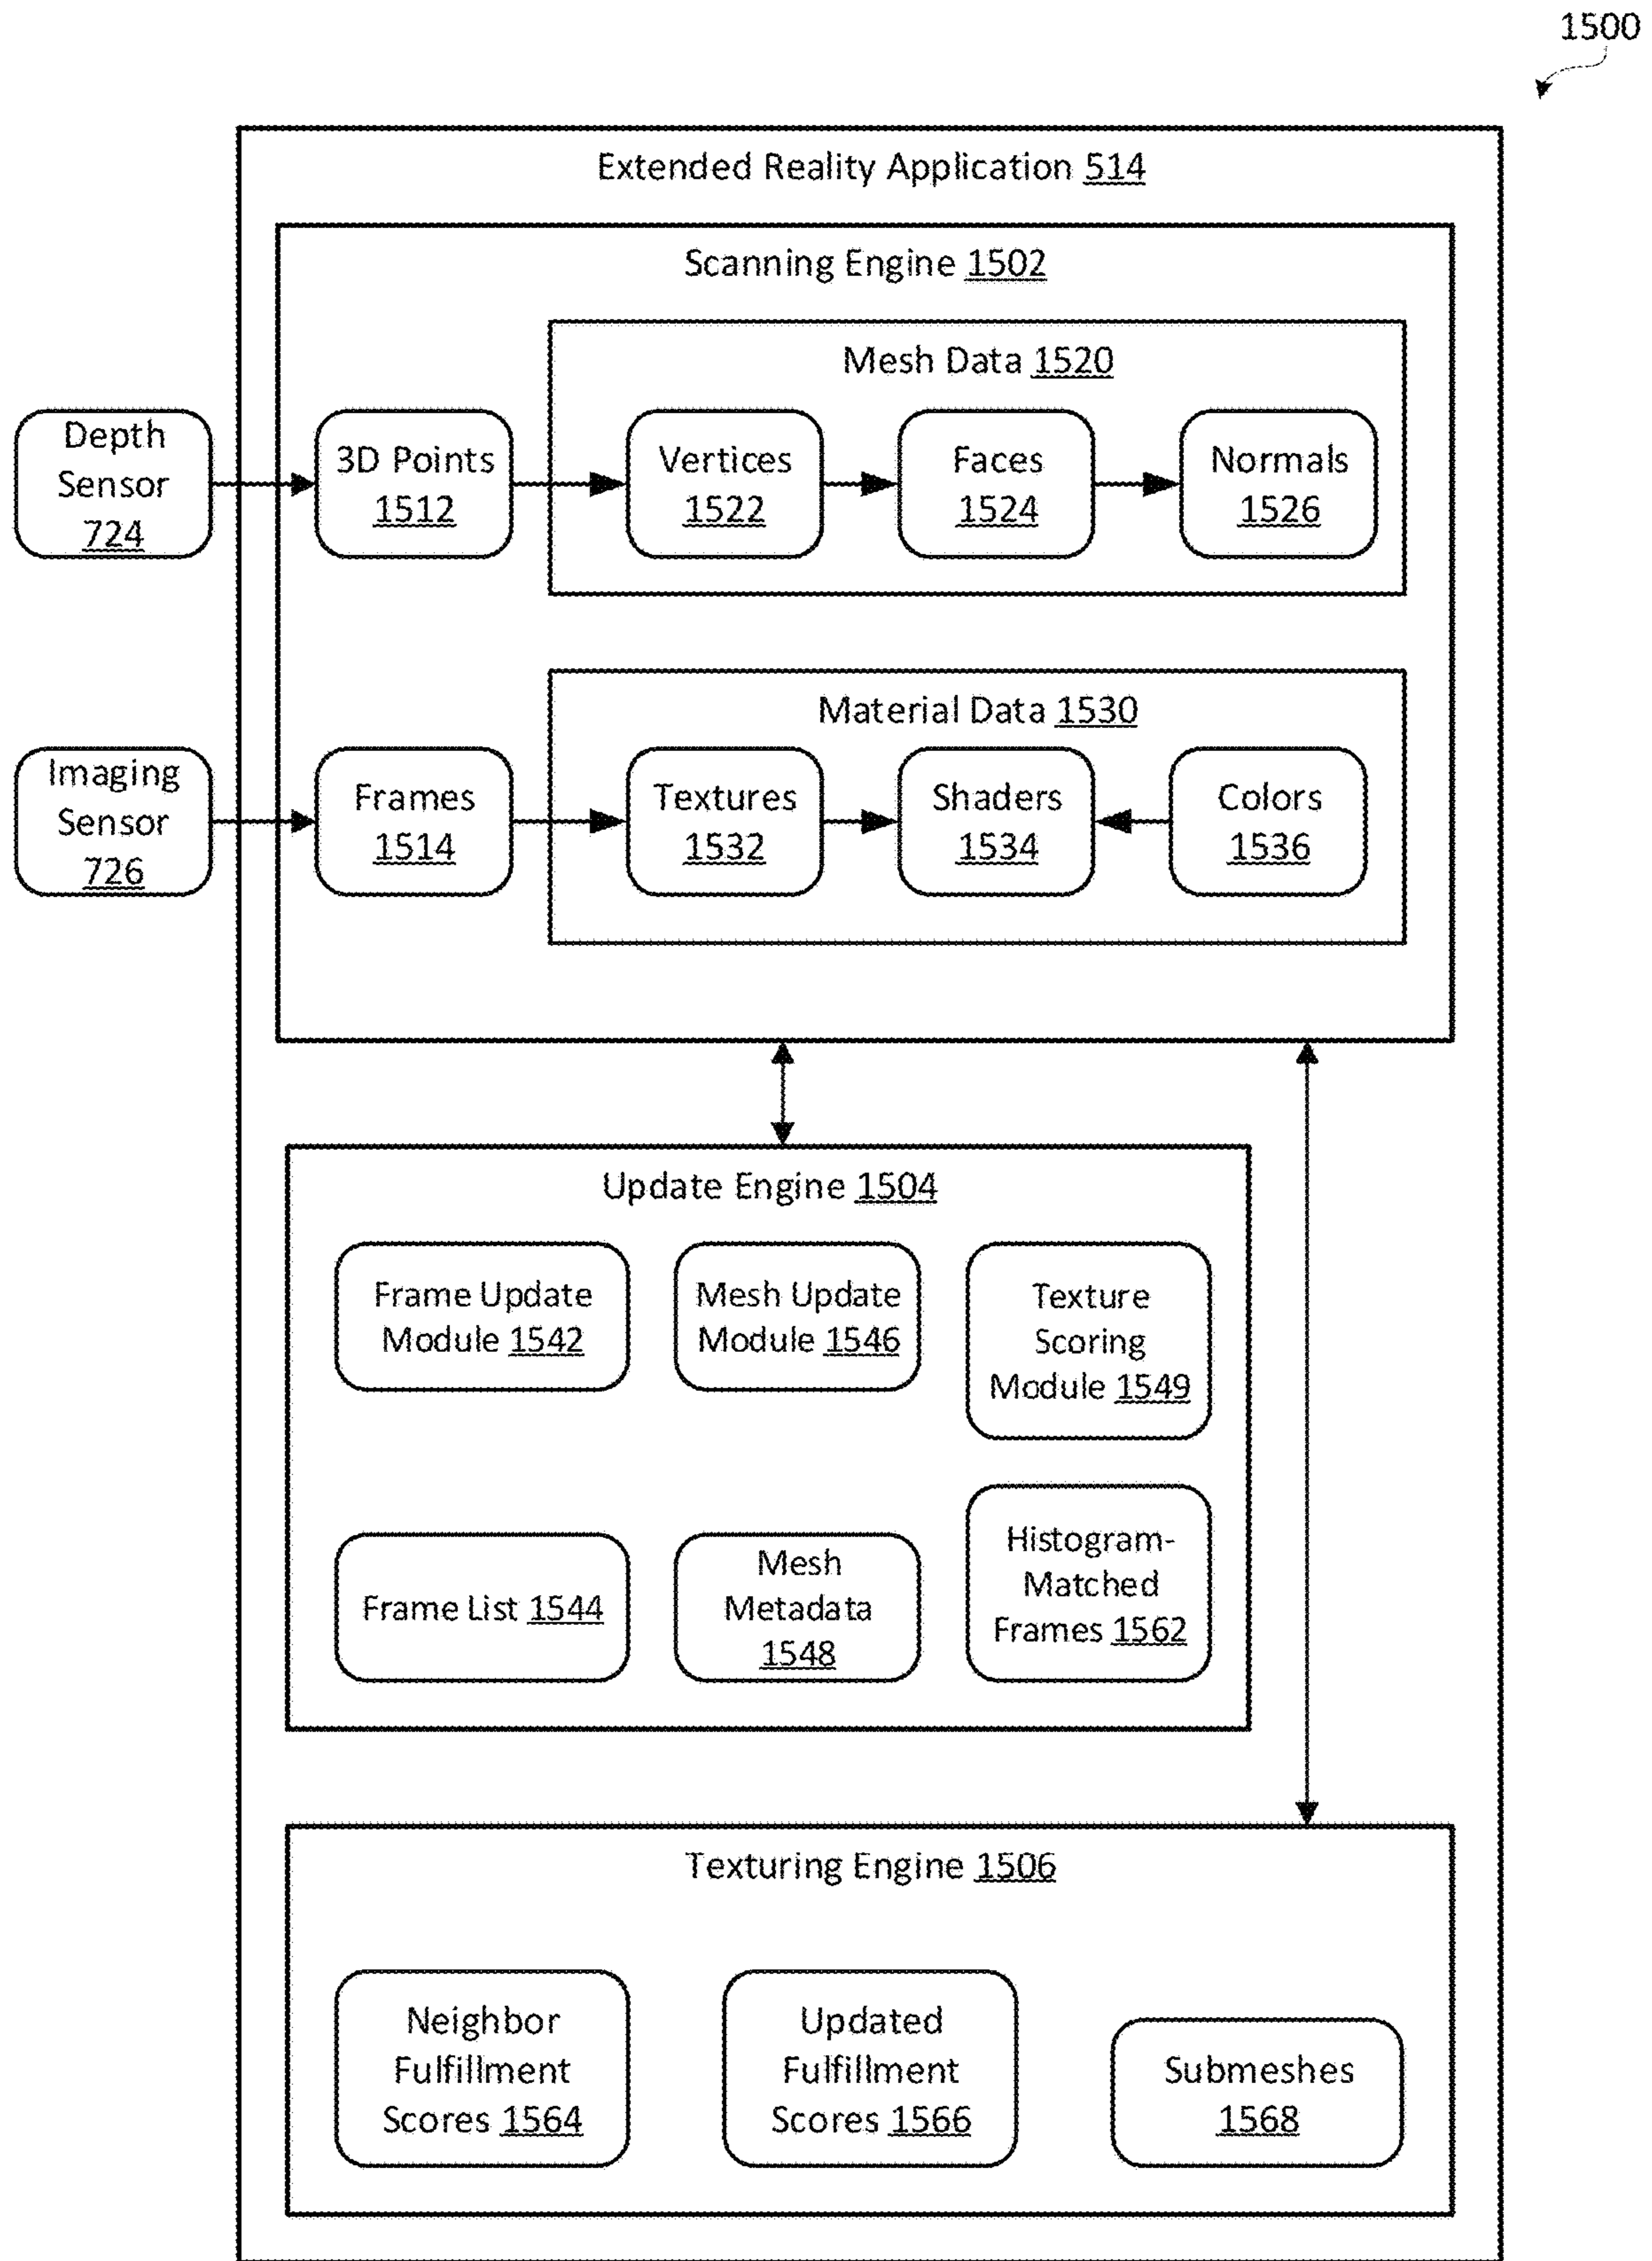 1500
Extended Reality Application 514
Scanning Engine 1502
Mesh Data 1520
Depth
Sensor
724
3D Points
1512
Vertices
1522
Faces
1524
Normals
1526
Material Data 1530
Imaging
Sensor
726
Frames
1514
Textures
1532
Shaders
1534
Colors
1536
Update Engine 1504
Frame Update
Module 1542
Mesh Update
Module 1546
Texture
Scoring
Module 1549
Frame List 1544
Mesh
Metadata
1548
Histogram-
Matched
Frames 1562
Texturing Engine 1506
Neighbor
Fulfillment
Scores 1564
Updated
Fulfillment
Scores 1566
Submeshes
1568